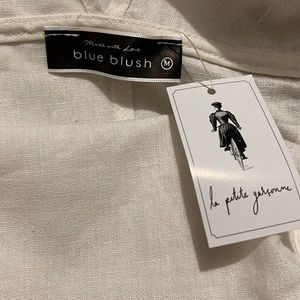 Made with Love
blue blush
M
la petite garçonne